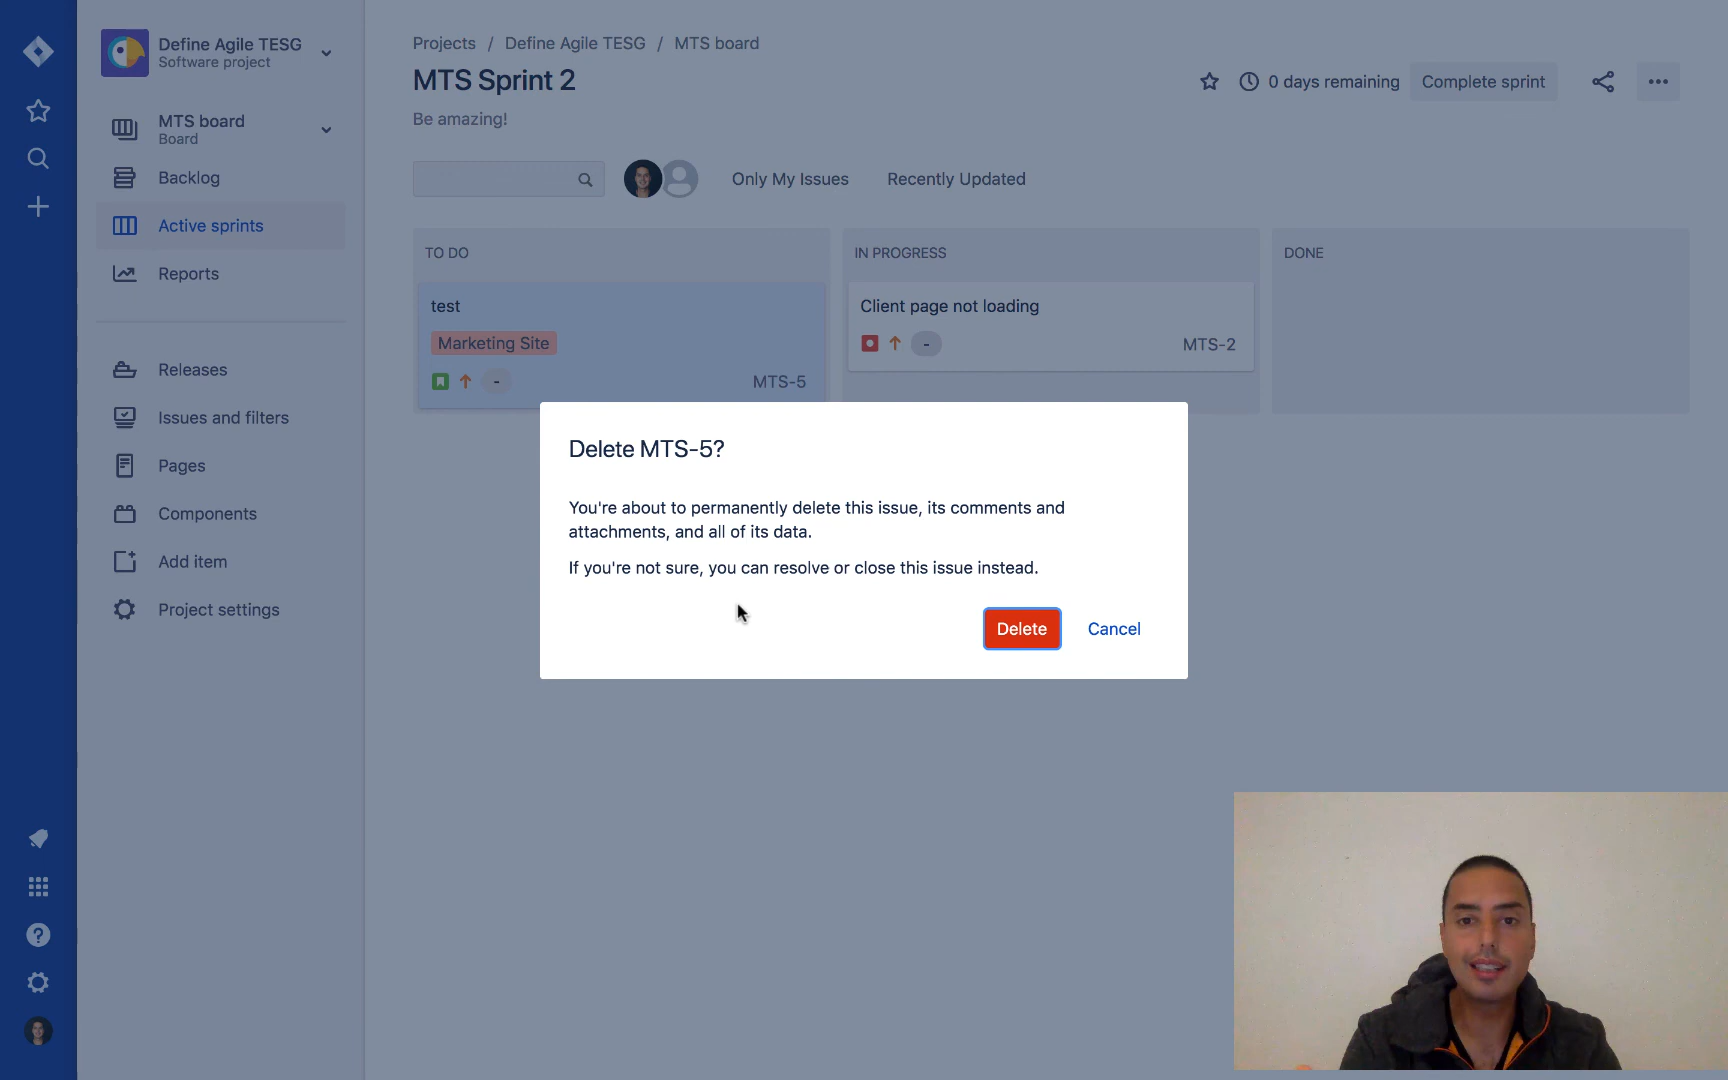 Define Agile TESG
Software project
MTS board
Board
Backlog
Active sprints
Reports
Releases
Issues and filters
Pages
Components
Add item
Project settings
Projects / Define Agile TESG / MTS board
MTS Sprint 2
0 days remaining
Complete sprint
Be amazing!
Only My Issues
Recently Updated
TO DO
test
Marketing Site
-
MTS-5
IN PROGRESS
Client page not loading
-
MTS-2
DONE
Delete MTS-5?
You're about to permanently delete this issue, its comments and
attachments, and all of its data.
If you're not sure, you can resolve or close this issue instead.
Delete
Cancel